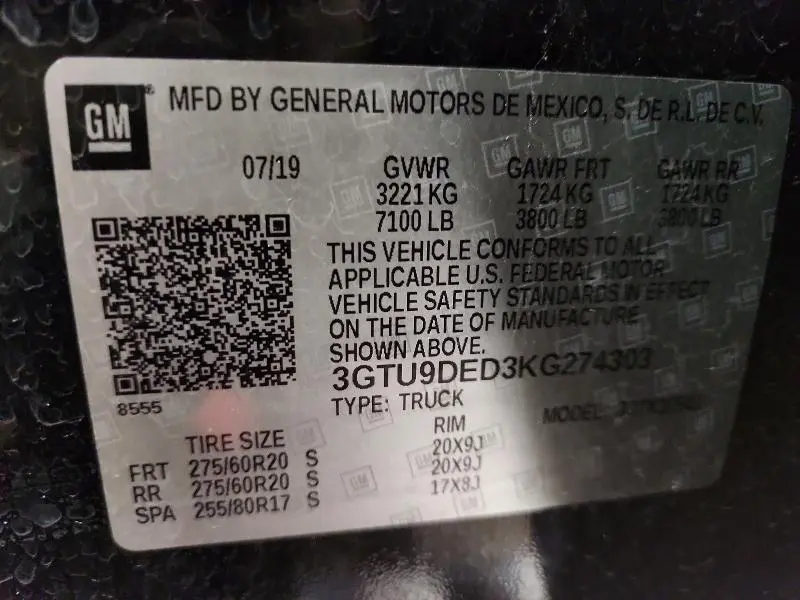 GM MFD BY GENERAL MOTORS DE MEXICO, S. DE R.L. DE C.V.
07/19 GVWR GAWR FRT GAWR RR
3221 KG 1724 KG 1724 KG
7100 LB 3800 LB 3800 LB
THIS VEHICLE CONFORMS TO ALL
APPLICABLE U.S. FEDERAL MOTOR
VEHICLE SAFETY STANDARDS IN EFFECT
ON THE DATE OF MANUFACTURE
SHOWN ABOVE.
3GTU9DED3KG274303
8555
TYPE: TRUCK MODEL:
TIRE SIZE RIM
FRT 275/60R20 S 20X9J
RR 275/60R20 S 20X9J
SPA 255/80R17 S 17X8J